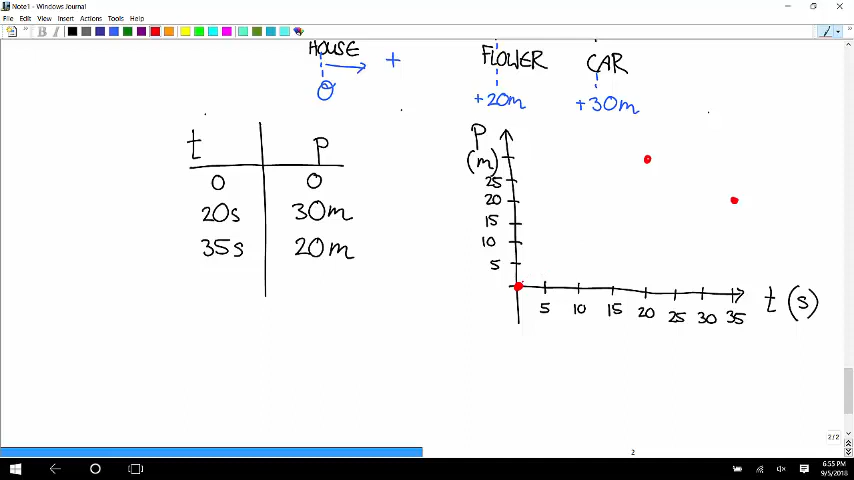 Note1 - Windows Journal
File Edit View Insert Actions Tools Help
B I
HOUSE → +
0
FLOWER
+20m
CAR
+30m
t p
0 0
20s 30m
35s 20m
P
(m)
25
20
15
10
5
5 10 15 20 25 30 35
t (s)
2
2/2
6:55 PM
9/5/2018